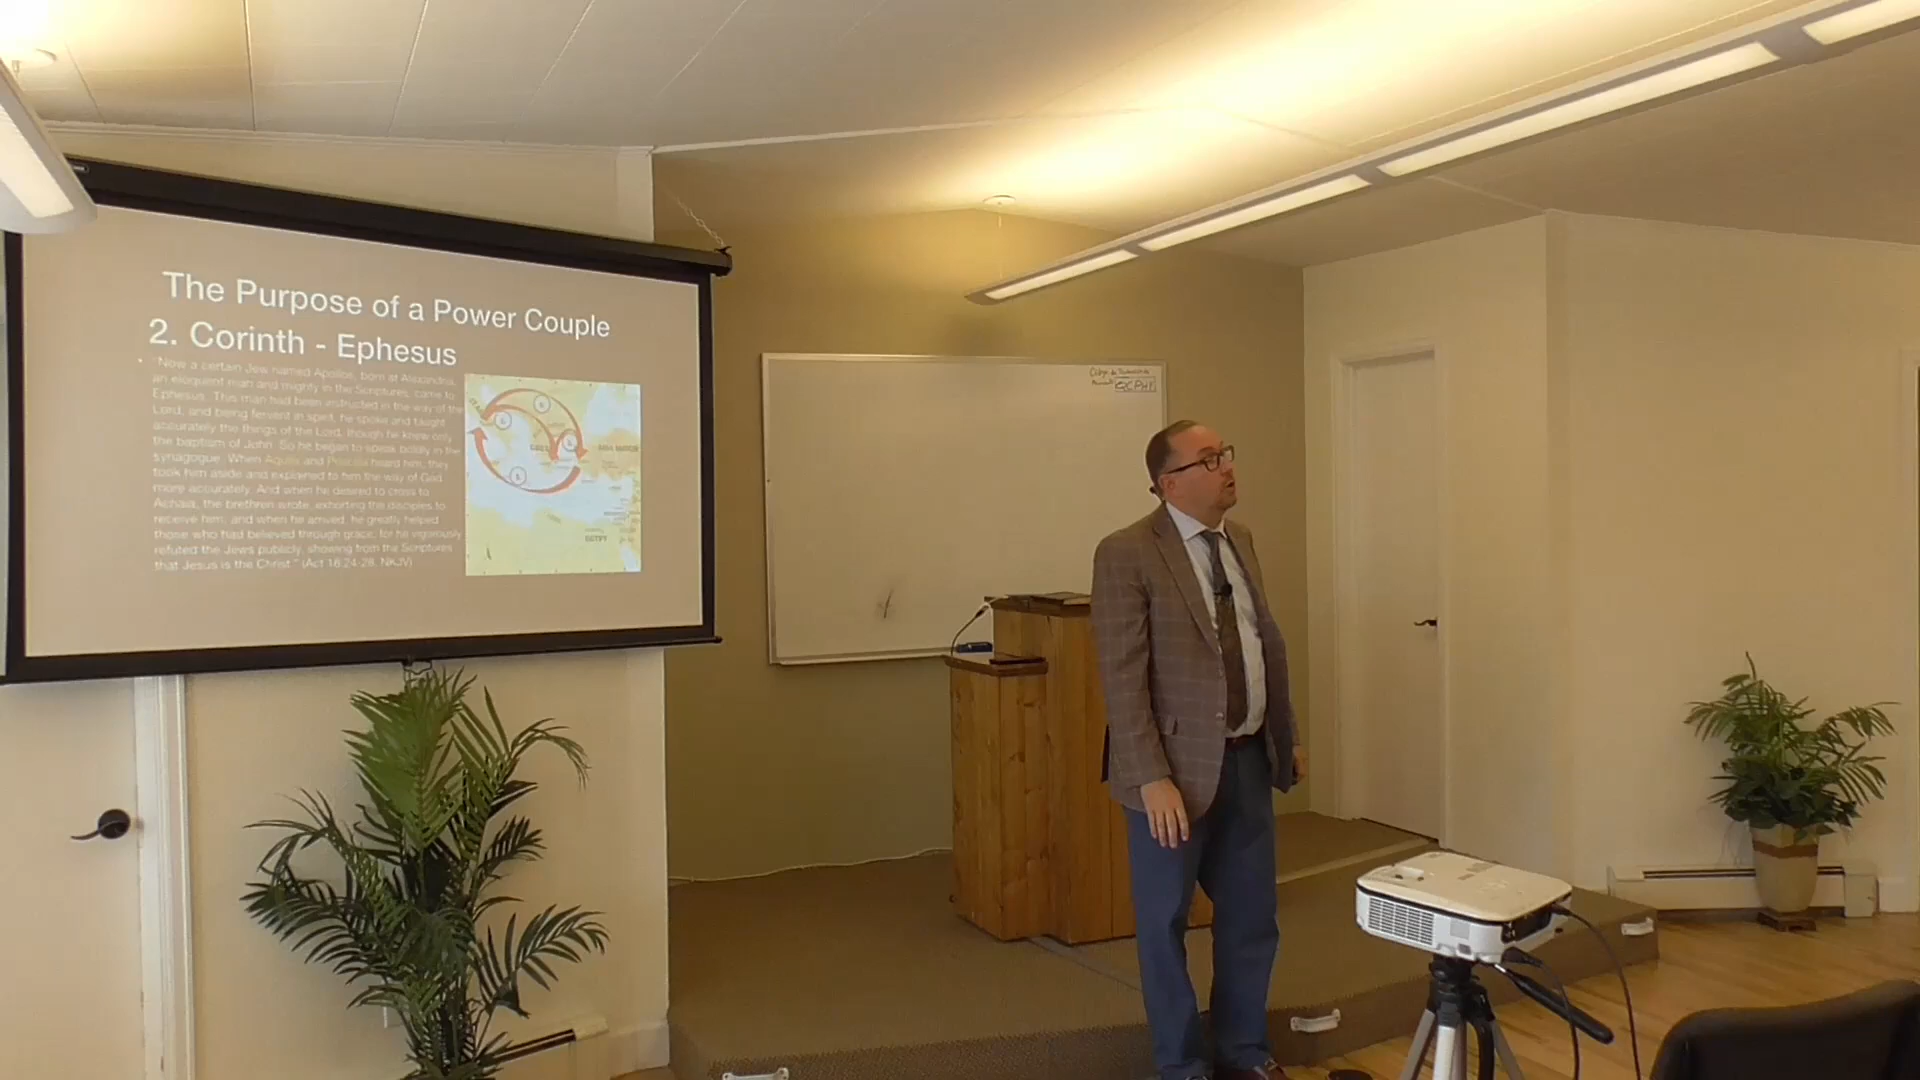 The Purpose of a Power Couple
2. Corinth - Ephesus
• "Now a certain Jew named Apollos, born at Alexandria,
an eloquent man and mighty in the Scriptures, came to
Ephesus. This man had been instructed in the way of the
Lord; and being fervent in spirit, he spoke and taught
accurately the things of the Lord, though he knew only
the baptism of John. So he began to speak boldly in the
synagogue. When Aquila and Priscilla heard him, they
took him aside and explained to him the way of God
more accurately. And when he desired to cross to
Achaia, the brethren wrote, exhorting the disciples to
receive him; and when he arrived, he greatly helped
those who had believed through grace; for he vigorously
refuted the Jews publicly, showing from the Scriptures
that Jesus is the Christ." (Act 18:24-28, NKJV)
ASIA MINOR
EGYPT
QCPHY